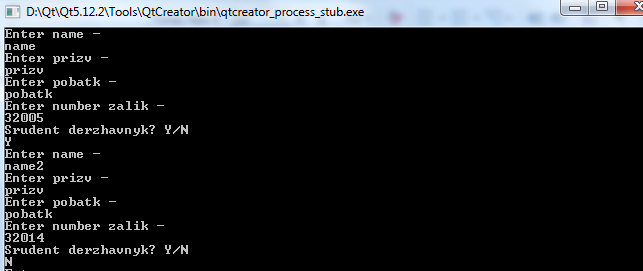 D:\Qt\Qt5.12.2\Tools\QtCreator\bin\qtcreator_process_stub.exe
Enter name -
name
Enter prizv -
prizv
Enter pobatk -
pobatk
Enter number zalik -
32005
Srudent derzhavnyk? Y/N
Y
Enter name -
name2
Enter prizv -
prizv
Enter pobatk -
pobatk
Enter number zalik -
32014
Srudent derzhavnyk? Y/N
N